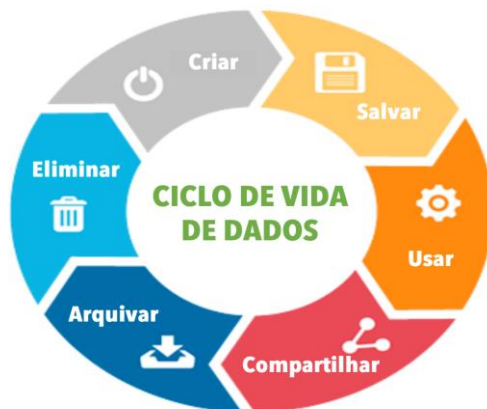 Criar
Salvar
Eliminar
CICLO DE VIDA
DE DADOS
Usar
Arquivar
Compartilhar